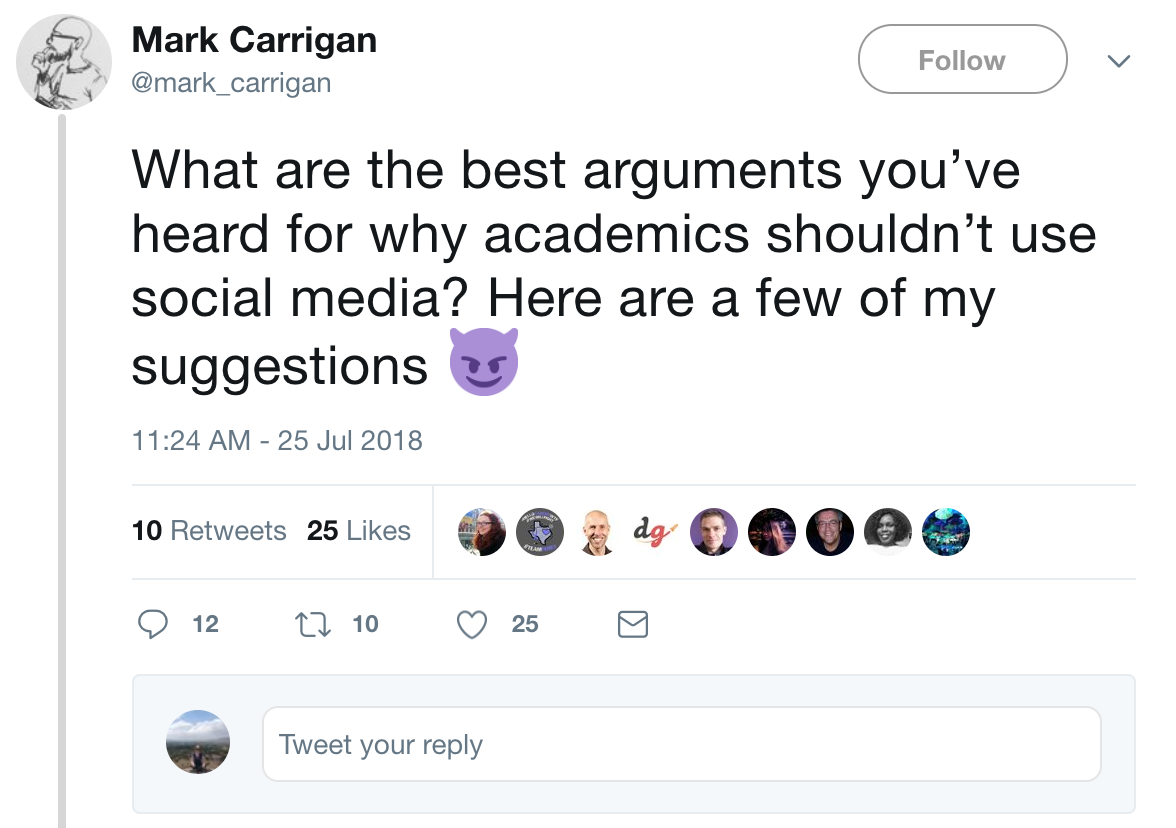 Mark Carrigan
@mark_carrigan
Follow
What are the best arguments you’ve
heard for why academics shouldn’t use
social media? Here are a few of my
suggestions 😈
11:24 AM - 25 Jul 2018
10 Retweets 25 Likes
dg
12 10 25
Tweet your reply